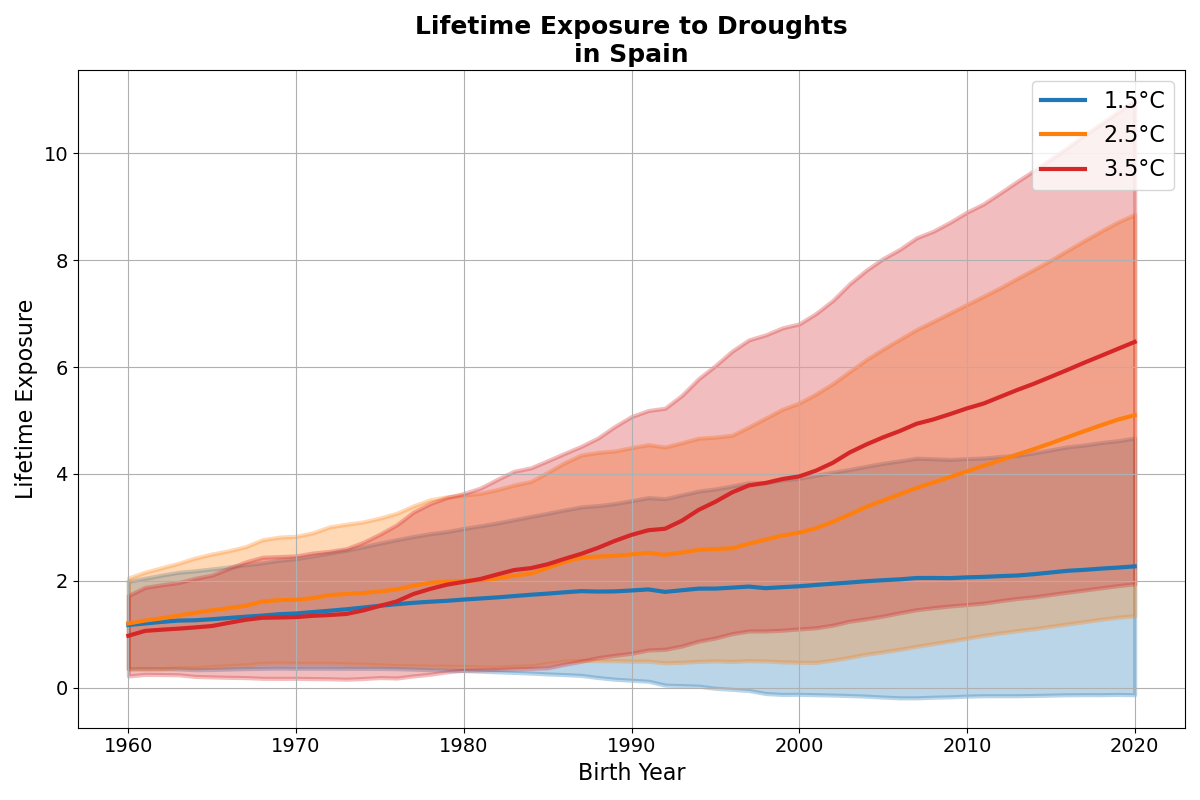 Lifetime Exposure to Droughts
in Spain
1.5°C
2.5°C
3.5°C
Lifetime Exposure
10
8
6
4
2
0
1960 1970 1980 1990 2000 2010 2020
Birth Year